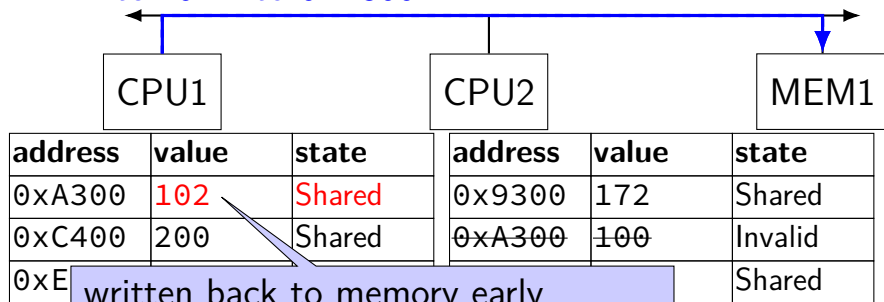 CPU1 CPU2 MEM1
address value state address value state
0xA300 102 Shared 0x9300 172 Shared
0xC400 200 Shared 0xA300 100 Invalid
0xE Shared
written back to memory early